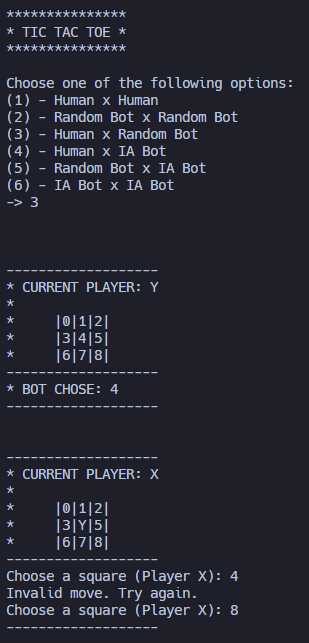 ***************
* TIC TAC TOE *
***************
Choose one of the following options:
(1) - Human x Human
(2) - Random Bot x Random Bot
(3) - Human x Random Bot
(4) - Human x IA Bot
(5) - Random Bot x IA Bot
(6) - IA Bot x IA Bot
-> 3
-------------------
* CURRENT PLAYER: Y
*
*     |0|1|2|
*     |3|4|5|
*     |6|7|8|
-------------------
* BOT CHOSE: 4
-------------------
-------------------
* CURRENT PLAYER: X
*
*     |0|1|2|
*     |3|Y|5|
*     |6|7|8|
-------------------
Choose a square (Player X): 4
Invalid move. Try again.
Choose a square (Player X): 8
-------------------